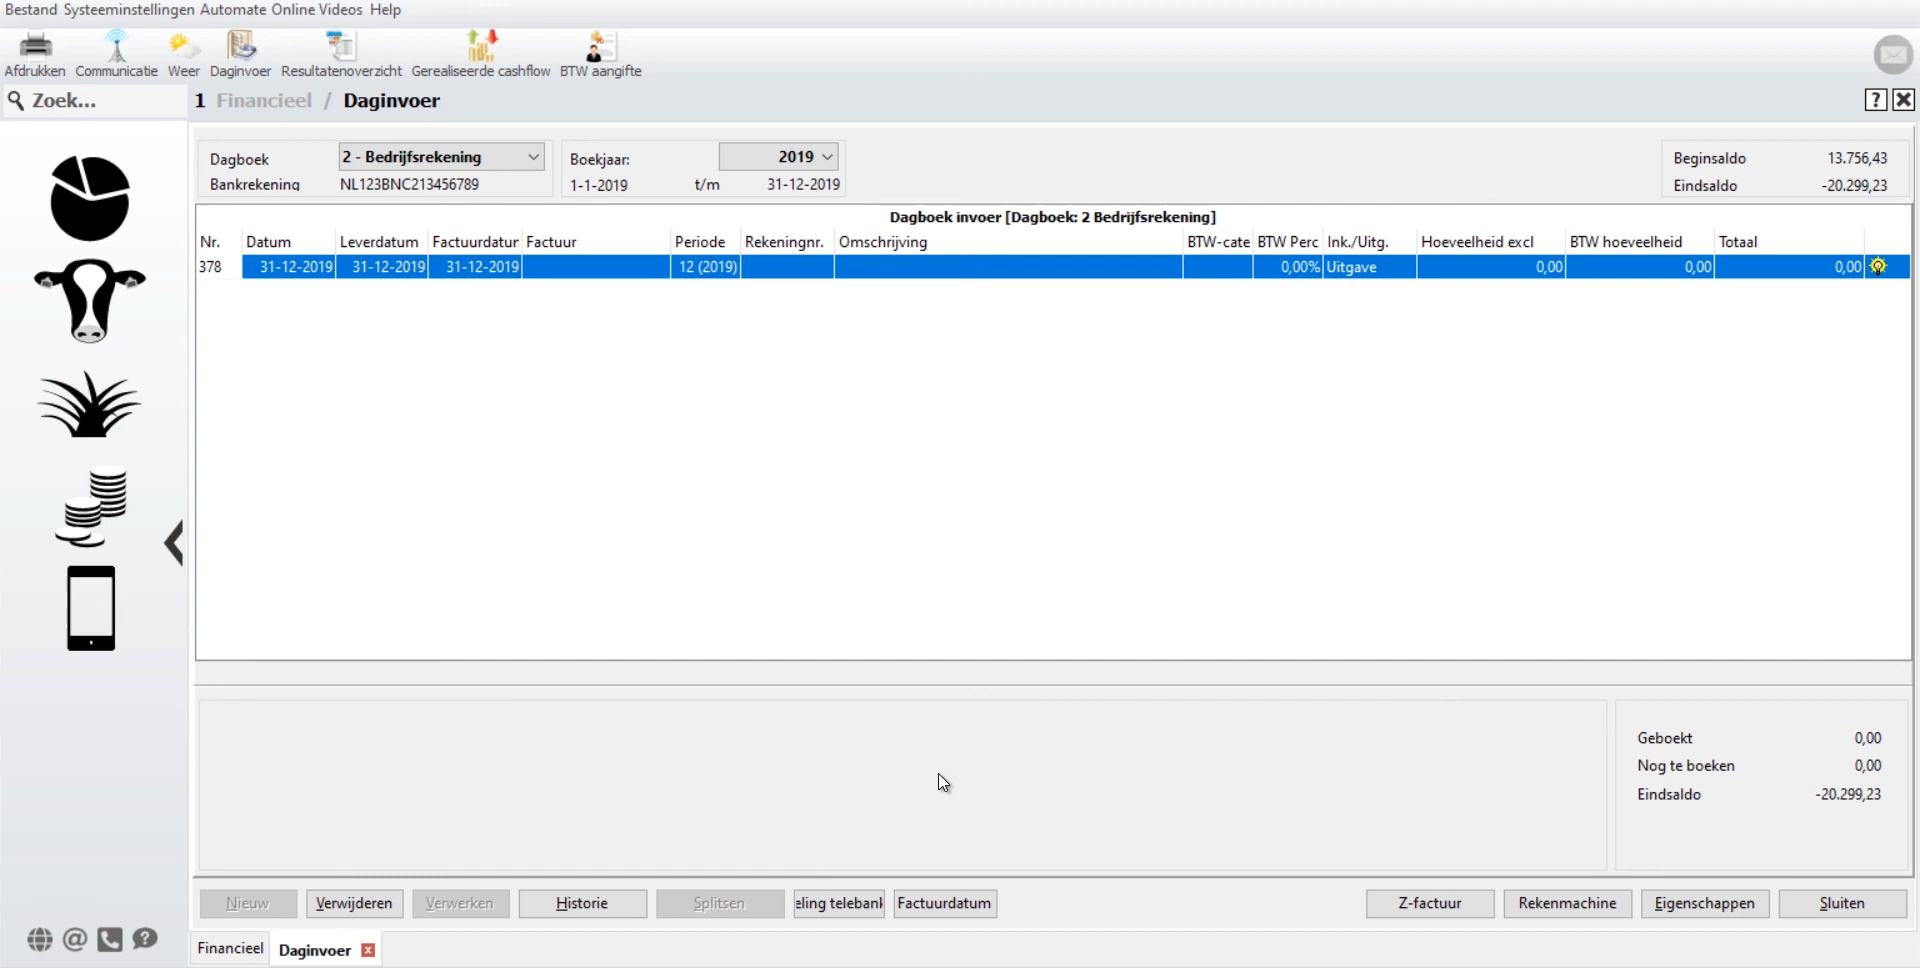 Bestand Systeeminstellingen Automate Online Videos Help
Afdrukken Communicatie Weer Daginvoer Resultatenoverzicht Gerealiseerde cashflow BTW aangifte
Zoek... 1 Financieel / Daginvoer
Dagboek 2 - Bedrijfsrekening Boekjaar: 2019 Beginsaldo 13.756,43
Bankrekening NL123BNC213456789 1-1-2019 t/m 31-12-2019 Eindsaldo -20.299,23
Dagboek invoer [Dagboek: 2 Bedrijfsrekening]
Nr. Datum Leverdatum Factuurdatur Factuur Periode Rekeningnr. Omschrijving BTW-cate BTW Perc Ink./Uitg. Hoeveelheid excl BTW hoeveelheid Totaal
378 31-12-2019 31-12-2019 31-12-2019 12 (2019) 0,00% Uitgave 0,00 0,00 0,00
Geboekt 0,00
Nog te boeken 0,00
Eindsaldo -20.299,23
Nieuw Verwijderen Verwerken Historie Splitsen eling telebank Factuurdatum Z-factuur Rekenmachine Eigenschappen Sluiten
Financieel Daginvoer